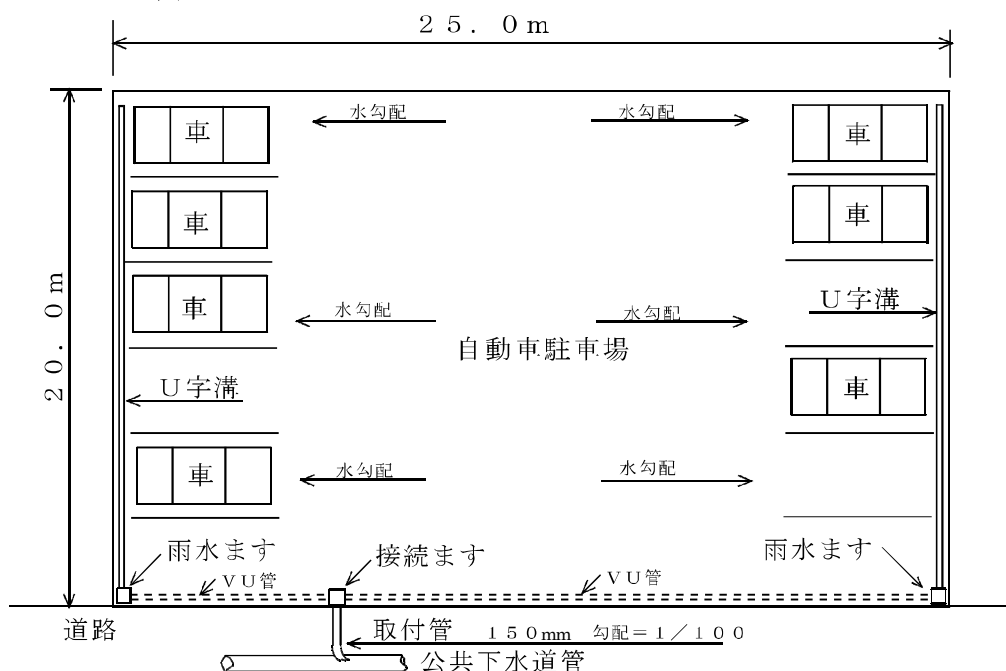 ２５．０ｍ
水勾配
水勾配
車
車
車
車
２０．０ｍ
車
Ｕ字溝
水勾配
水勾配
自動車駐車場
Ｕ字溝
車
水勾配
水勾配
車
雨水ます
接続ます
雨水ます
ＶＵ管
ＶＵ管
道路
取付管 １５０mm 勾配＝１／１００
公共下水道管